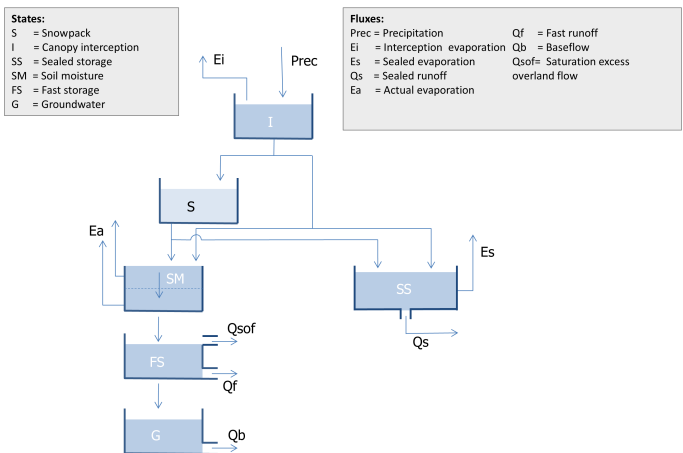 States:
S = Snowpack
I = Canopy interception
SS = Sealed storage
SM = Soil moisture
FS = Fast storage
G = Groundwater
Fluxes:
Prec = Precipitation Qf = Fast runoff
Ei = Interception evaporation Qb = Baseflow
Es = Sealed evaporation Qsof= Saturation excess
Qs = Sealed runoff overland flow
Ea = Actual evaporation
Ei
Prec
I
S
Ea
SM
Es
SS
Qsof
Qs
FS
Qf
G
Qb